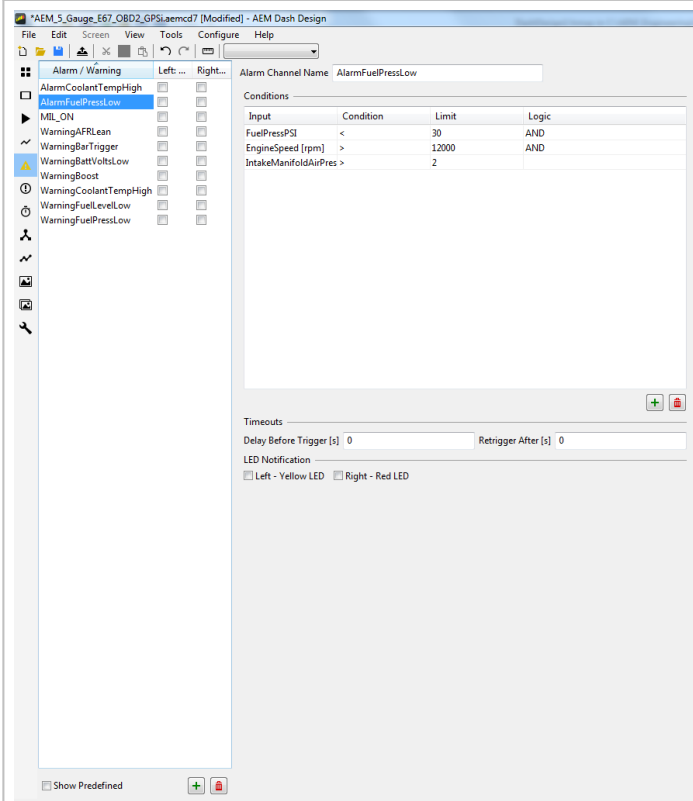 *AEM_5_Gauge_E67_OBD2_GPSi.aemcd7 [Modified] - AEM Dash Design
File Edit Screen View Tools Configure Help
Alarm / Warning Left: ... Right...
AlarmCoolantTempHigh
AlarmFuelPressLow
MIL_ON
WarningAFRLean
WarningBarTrigger
WarningBattVoltsLow
WarningBoost
WarningCoolantTempHigh
WarningFuelLevelLow
WarningFuelPressLow
Show Predefined
Alarm Channel Name AlarmFuelPressLow
Conditions
Input Condition Limit Logic
FuelPressPSI < 30 AND
EngineSpeed [rpm] > 12000 AND
IntakeManifoldAirPres > 2
Timeouts
Delay Before Trigger [s] 0 Retrigger After [s] 0
LED Notification
Left - Yellow LED Right - Red LED